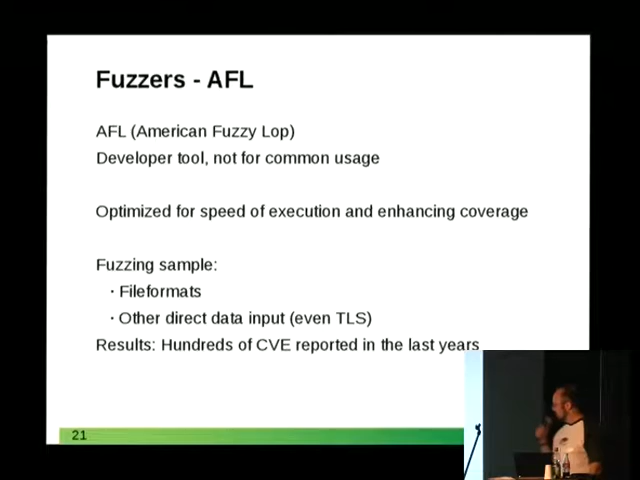 Fuzzers - AFL
AFL (American Fuzzy Lop)
Developer tool, not for common usage
Optimized for speed of execution and enhancing coverage
Fuzzing sample:
· Fileformats
· Other direct data input (even TLS)
Results: Hundreds of CVE reported in the last years
21